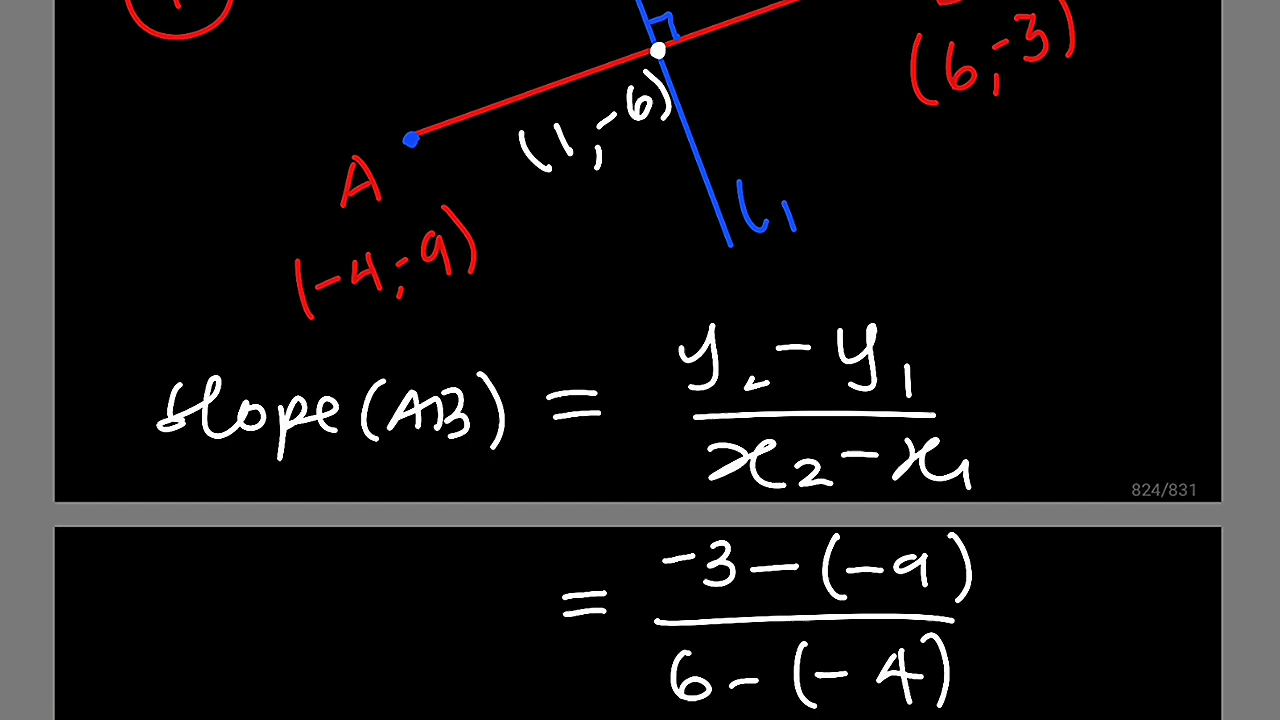 (6,-3)
(1,-6)
A
L1
(-4,-9)
slope(AB) = y2 - y1 / x2 - x1
824/831
= -3-(-9) / 6-(-4)